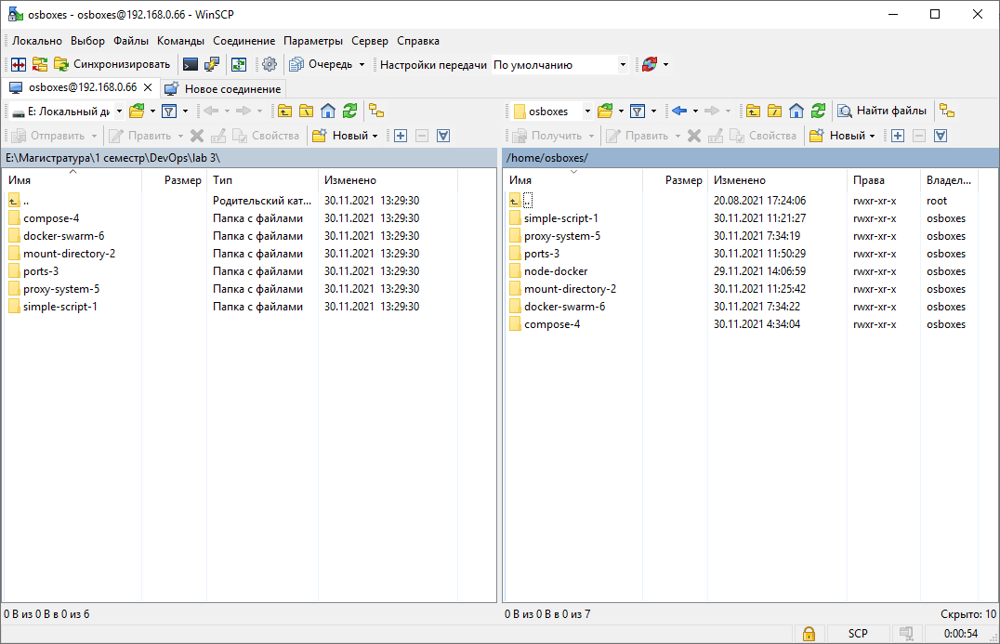 osboxes - osboxes@192.168.0.66 - WinSCP
Локально Выбор Файлы Команды Соединение Параметры Сервер Справка
Синхронизировать Очередь Настройки передачи По умолчанию
osboxes@192.168.0.66 Новое соединение
E: Локальный ди
Отправить Править Свойства Новый
E:\Магистратура\1 семестр\DevOps\lab 3\
Имя Размер Тип Изменено
.. Родительский кат... 30.11.2021 13:29:30
compose-4 Папка с файлами 30.11.2021 13:29:30
docker-swarm-6 Папка с файлами 30.11.2021 13:29:30
mount-directory-2 Папка с файлами 30.11.2021 13:29:30
ports-3 Папка с файлами 30.11.2021 13:29:30
proxy-system-5 Папка с файлами 30.11.2021 13:29:30
simple-script-1 Папка с файлами 30.11.2021 13:29:30
0 B из 0 B в 0 из 6
osboxes Найти файлы
Получить Править Свойства Новый
/home/osboxes/
Имя Размер Изменено Права Владел...
.. 20.08.2021 17:24:06 rwxr-xr-x root
simple-script-1 30.11.2021 11:21:27 rwxr-xr-x osboxes
proxy-system-5 30.11.2021 7:34:19 rwxr-xr-x osboxes
ports-3 30.11.2021 11:50:29 rwxr-xr-x osboxes
node-docker 29.11.2021 14:06:59 rwxr-xr-x osboxes
mount-directory-2 30.11.2021 11:25:42 rwxr-xr-x osboxes
docker-swarm-6 30.11.2021 7:34:22 rwxr-xr-x osboxes
compose-4 30.11.2021 4:34:04 rwxr-xr-x osboxes
0 B из 0 B в 0 из 7 Скрыто: 10
SCP 0:00:54